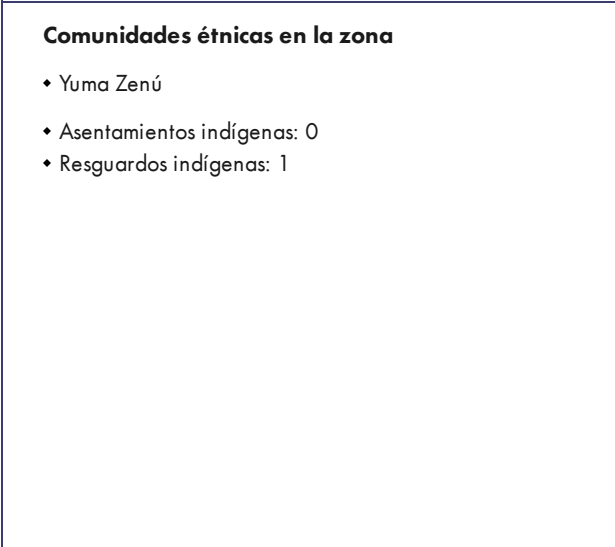 Comunidades étnicas en la zona
◆ Yuma Zenú
◆ Asentamientos indígenas: 0
◆ Resguardos indígenas: 1